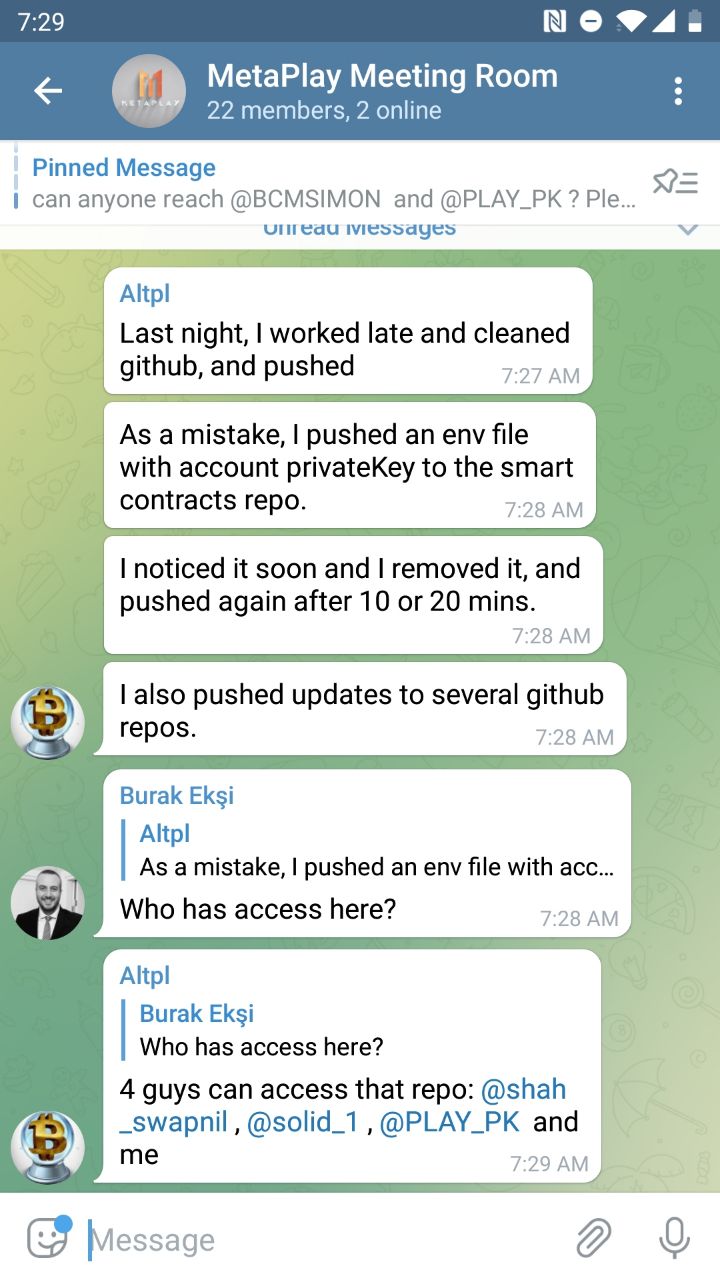 7:29
METAPLAY
MetaPlay Meeting Room
22 members, 2 online
Pinned Message
can anyone reach @BCMSIMON and @PLAY_PK ? Ple...
Unread Messages
Altpl
Last night, I worked late and cleaned
github, and pushed
7:27 AM
As a mistake, I pushed an env file
with account privateKey to the smart
contracts repo.
7:28 AM
I noticed it soon and I removed it, and
pushed again after 10 or 20 mins.
7:28 AM
I also pushed updates to several github
repos.
7:28 AM
Burak Ekşi
Altpl
As a mistake, I pushed an env file with acc...
Who has access here?
7:28 AM
Altpl
Burak Ekşi
Who has access here?
4 guys can access that repo: @shah
_swapnil , @solid_1 , @PLAY_PK and
me
7:29 AM
Message